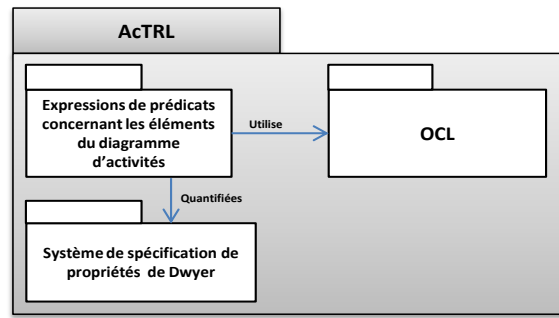 AcTRL
Expressions de prédicats
concernant les éléments
du diagramme
d'activités
Utilise
OCL
Quantifiées
Système de spécification de
propriétés de Dwyer